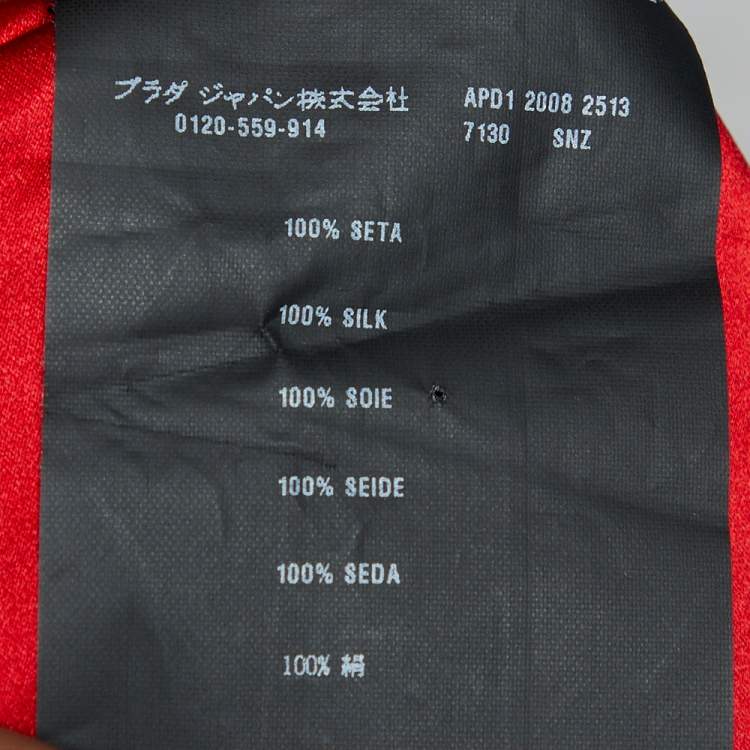 プラダ ジャパン株式会社 APD1 2008 2513
0120-559-914 7130 SNZ
100% SETA
100% SILK
100% SOIE
100% SEIDE
100% SEDA
100% 絹